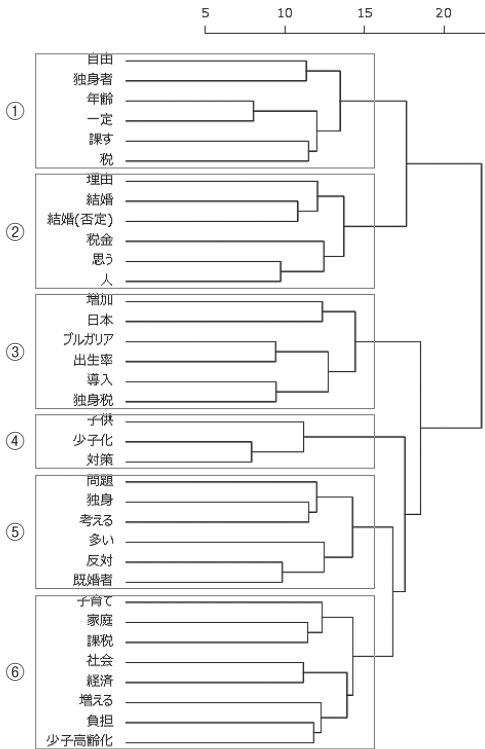 5 10 15 20
①
自由
独身者
年齢
一定
課す
税
②
理由
結婚
結婚(否定)
税金
思う
人
③
増加
日本
ブルガリア
出生率
導入
独身税
④
子供
少子化
対策
⑤
問題
独身
考える
多い
反対
既婚者
⑥
子育て
家庭
課税
社会
経済
増える
負担
少子高齢化